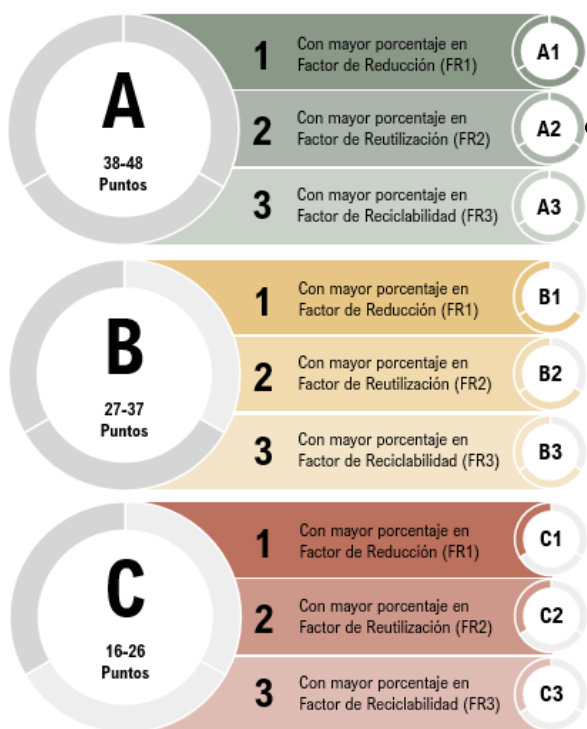 A
38-48
Puntos
1
Con mayor porcentaje en
Factor de Reducción (FR1)
A1
2
Con mayor porcentaje en
Factor de Reutilización (FR2)
A2
3
Con mayor porcentaje en
Factor de Reciclabilidad (FR3)
A3
B
27-37
Puntos
1
Con mayor porcentaje en
Factor de Reducción (FR1)
B1
2
Con mayor porcentaje en
Factor de Reutilización (FR2)
B2
3
Con mayor porcentaje en
Factor de Reciclabilidad (FR3)
B3
C
16-26
Puntos
1
Con mayor porcentaje en
Factor de Reducción (FR1)
C1
2
Con mayor porcentaje en
Factor de Reutilización (FR2)
C2
3
Con mayor porcentaje en
Factor de Reciclabilidad (FR3)
C3